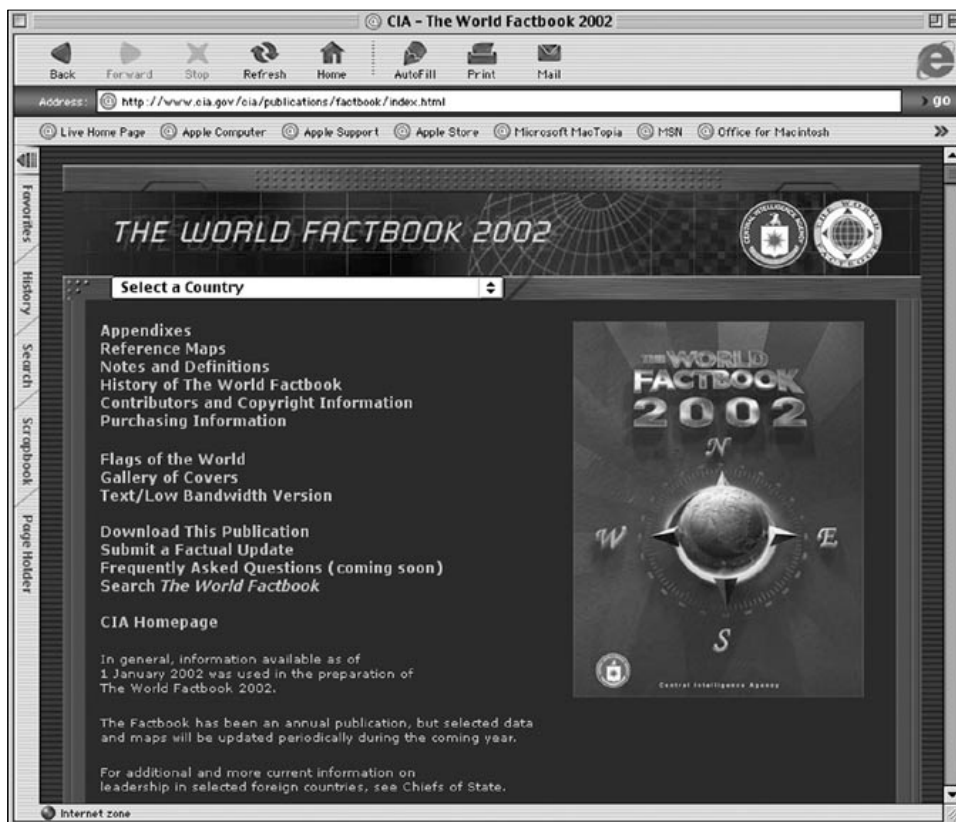 CIA - The World Factbook 2002
Back Forward Stop Refresh Home AutoFill Print Mail
Address: http://www.cia.gov/cia/publications/factbook/index.html go
Live Home Page Apple Computer Apple Support Apple Store Microsoft MacTopia MSN Office for Macintosh
Favorites
History
Search
Scrapbook
Page Holder
THE WORLD FACTBOOK 2002
CENTRAL INTELLIGENCE AGENCY
THE WORLD FACTBOOK
Select a Country
Appendixes
Reference Maps
Notes and Definitions
History of The World Factbook
Contributors and Copyright Information
Purchasing Information
Flags of the World
Gallery of Covers
Text/Low Bandwidth Version
Download This Publication
Submit a Factual Update
Frequently Asked Questions (coming soon)
Search The World Factbook
CIA Homepage
In general, information available as of
1 January 2002 was used in the preparation of
The World Factbook 2002.
The Factbook has been an annual publication, but selected data
and maps will be updated periodically during the coming year.
For additional and more current information on
leadership in selected foreign countries, see Chiefs of State.
THE WORLD
FACTBOOK
2002
N
W E
S
Central Intelligence Agency
Internet zone